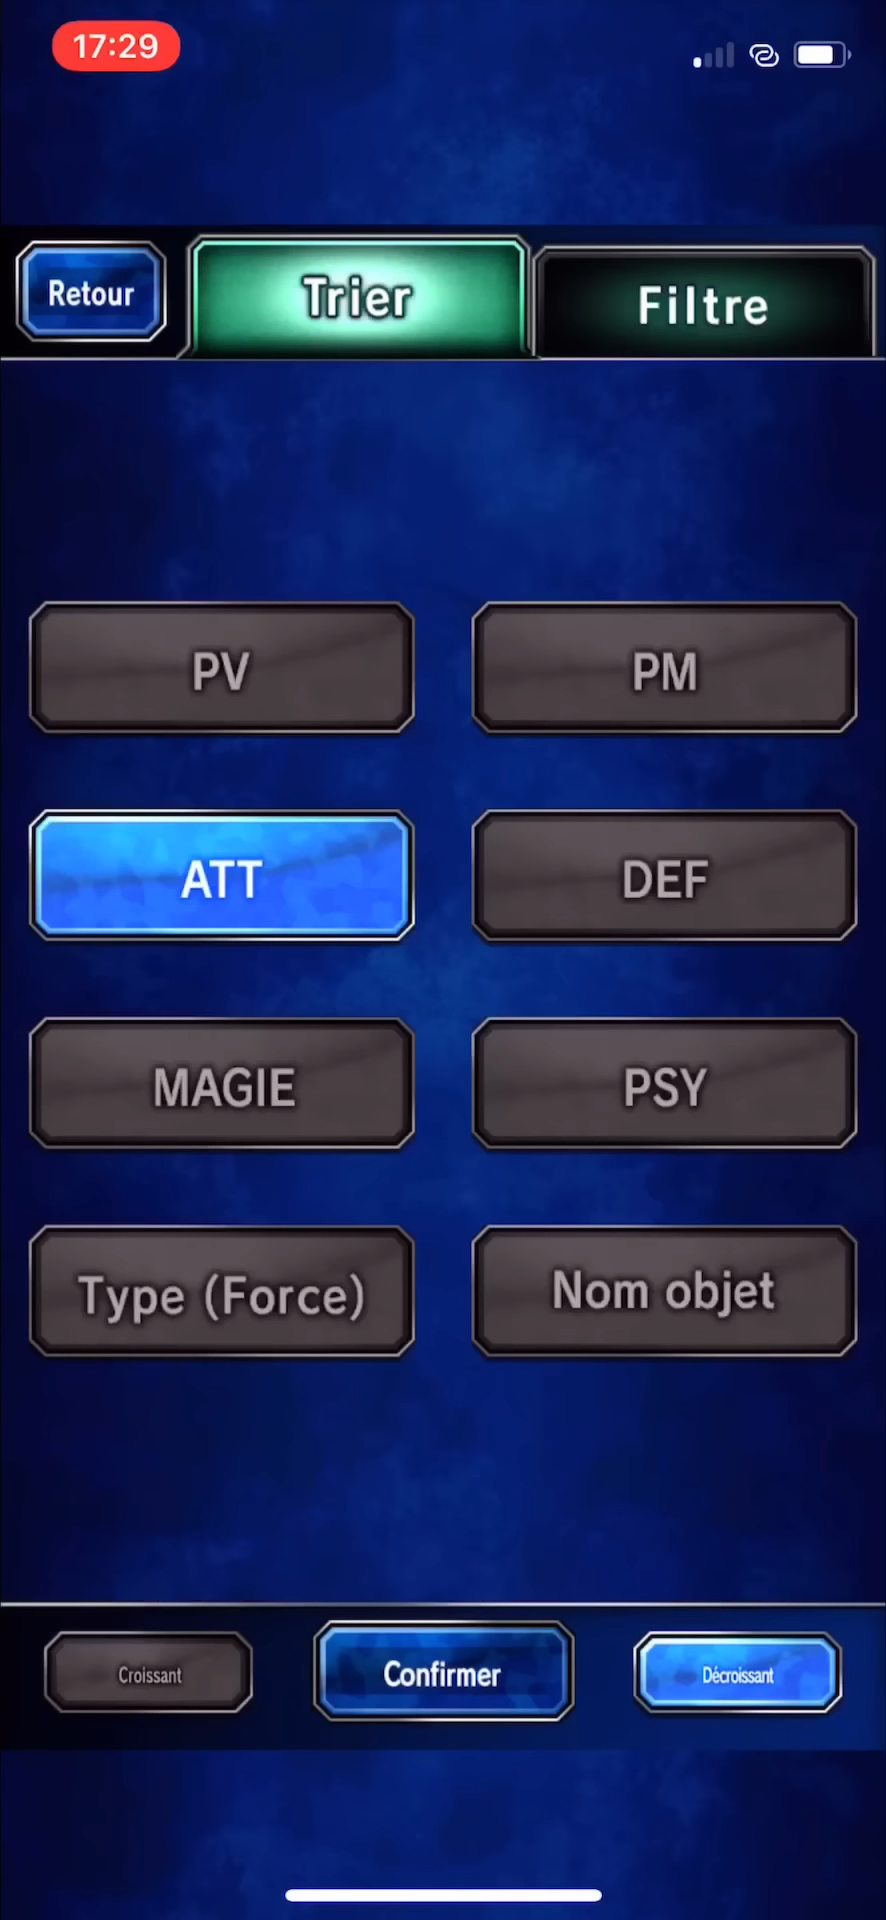 17:29
Retour
Trier
Filtre
PV
PM
ATT
DEF
MAGIE
PSY
Type (Force)
Nom objet
Croissant
Confirmer
Décroissant